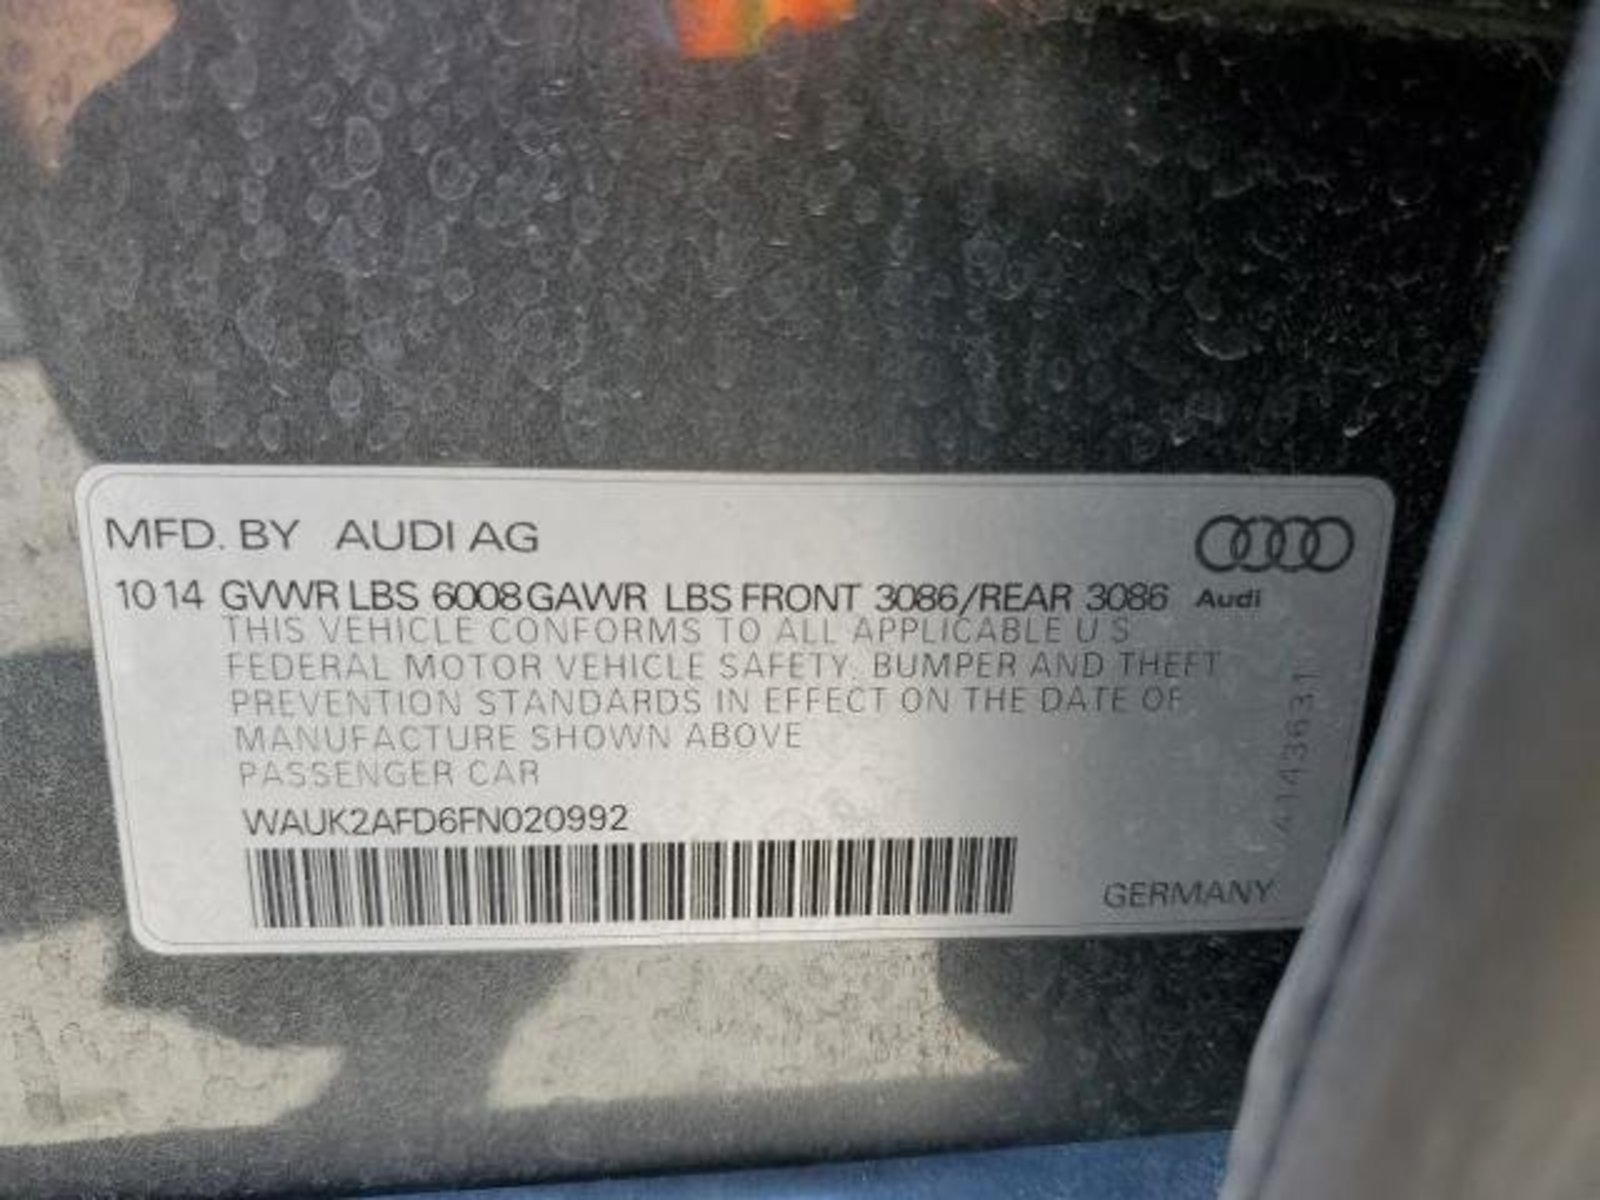 MFD. BY AUDI AG
10 14 GVWR LBS 6008 GAWR LBS FRONT 3086/REAR 3086
Audi
THIS VEHICLE CONFORMS TO ALL APPLICABLE U S
FEDERAL MOTOR VEHICLE SAFETY, BUMPER AND THEFT
PREVENTION STANDARDS IN EFFECT ON THE DATE OF
MANUFACTURE SHOWN ABOVE
PASSENGER CAR
WAUK2AFD6FN020992
GERMANY